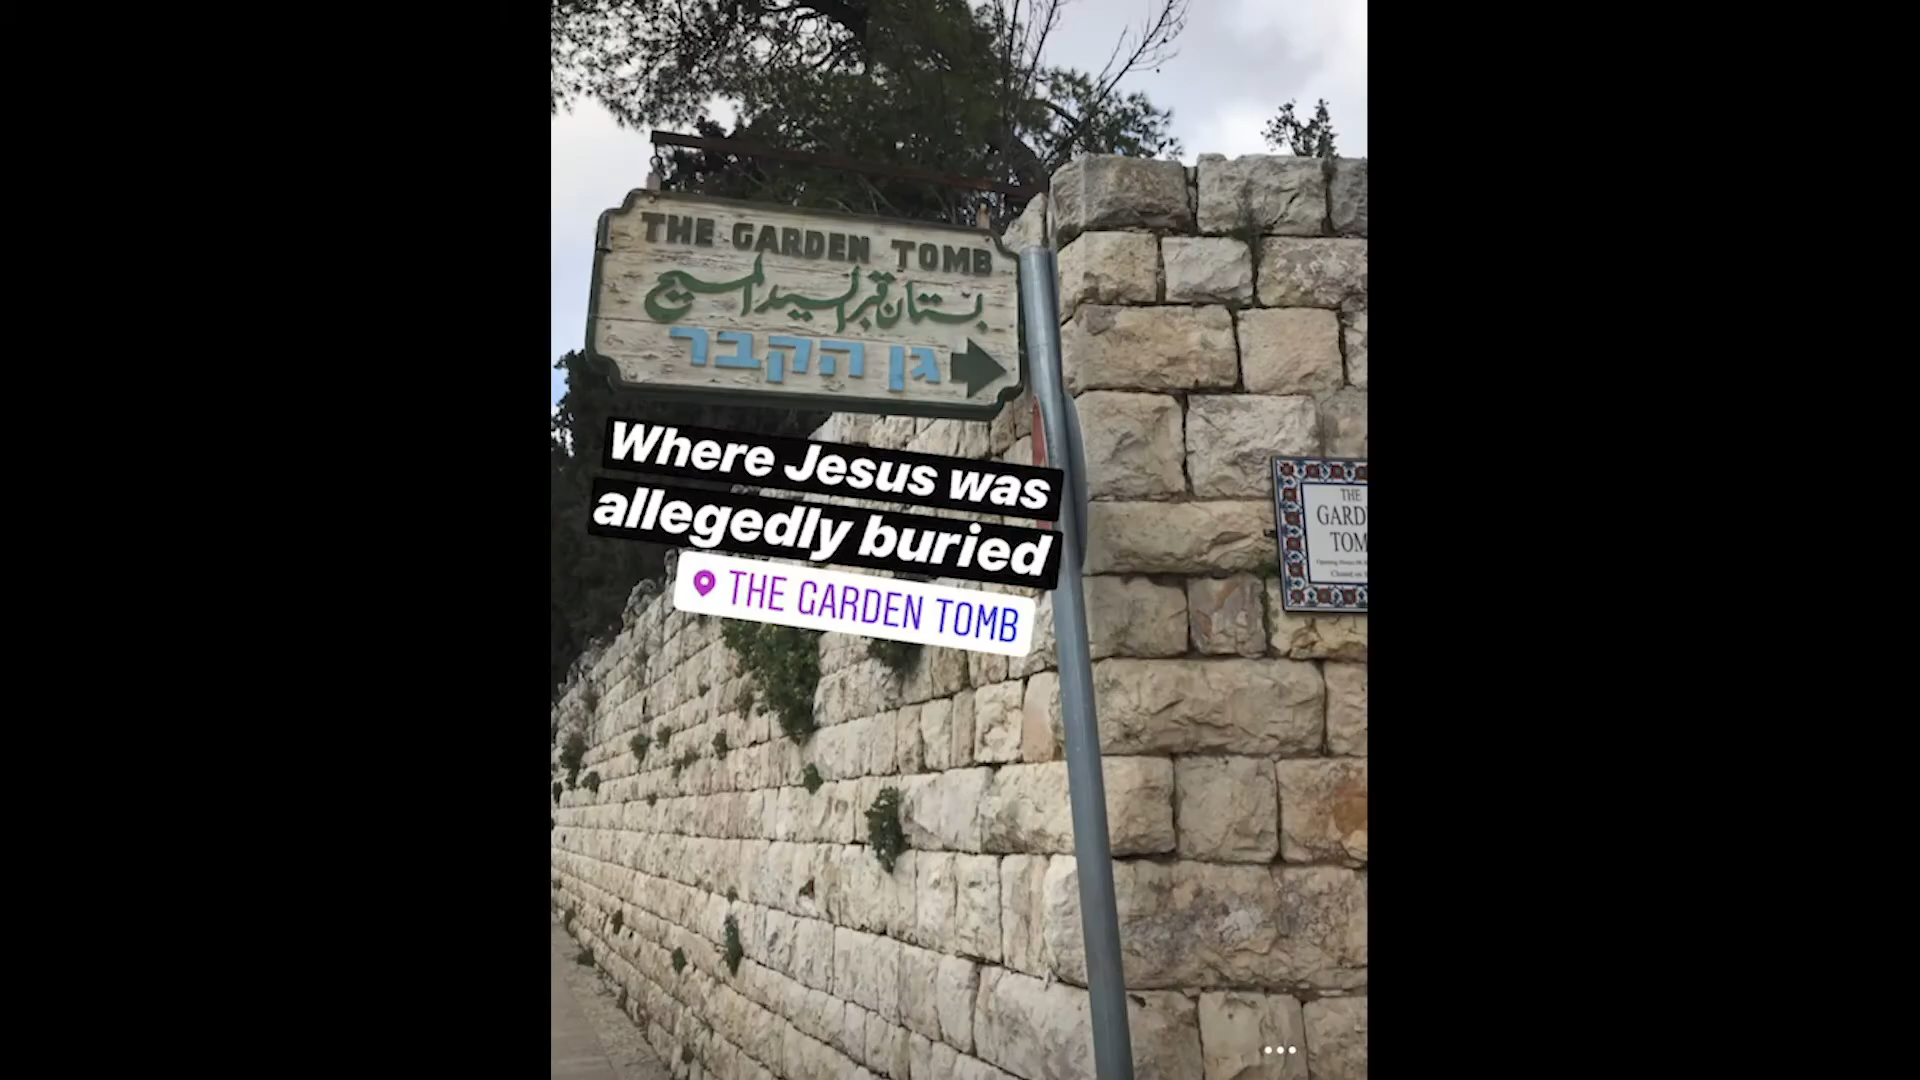 THE GARDEN TOMB
بستان قبر السيد المسيح
גן הקבר
Where Jesus was
allegedly buried
THE GARDEN TOMB
THE
GARD
TOM